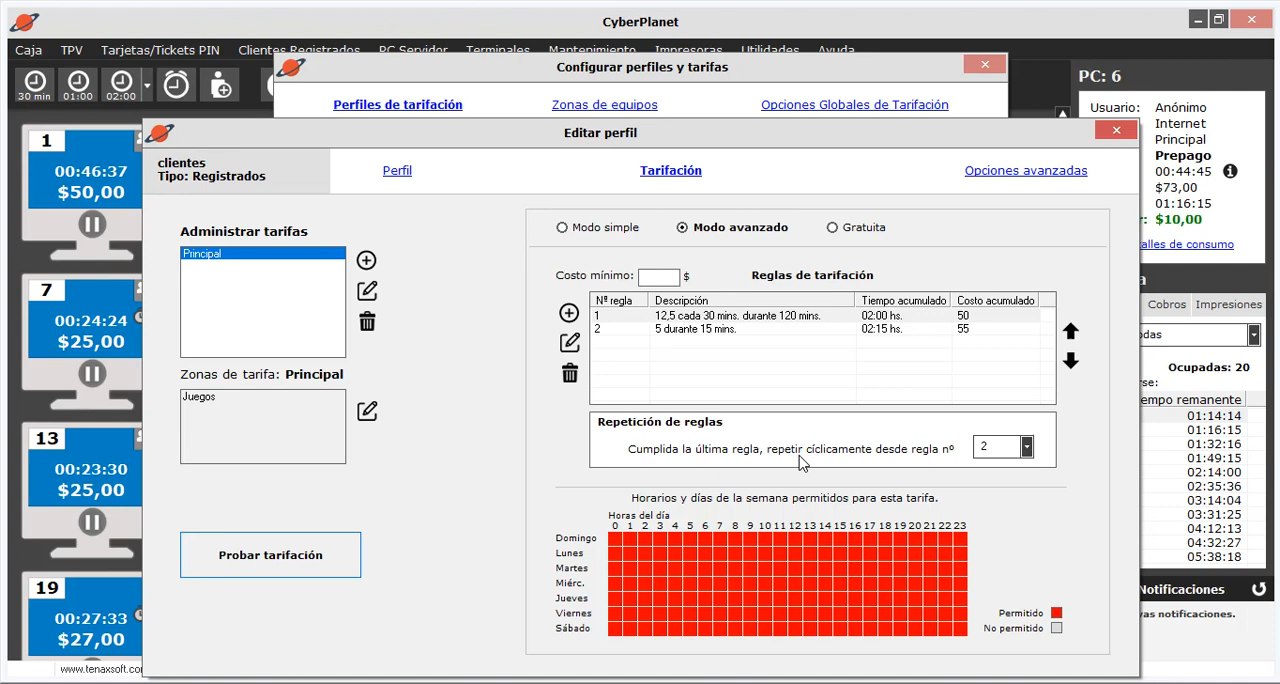 CyberPlanet
Caja TPV Tarjetas/Tickets PIN Clientes Registrados PC Servidor Terminales Mantenimiento Impresoras Utilidades Ayuda
30 min 01:00 02:00
Configurar perfiles y tarifas
Perfiles de tarifación Zonas de equipos Opciones Globales de Tarifación
PC: 6
Usuario: Anónimo
Internet
Principal
Prepago
00:44:45
$73,00
01:16:15
$10,00
alles de consumo
Cobros Impresiones
odas
Ocupadas: 20
rse:
empo remanente
01:14:14
01:16:15
01:32:16
01:49:15
02:14:00
02:35:36
03:14:04
03:31:25
04:12:13
04:32:27
05:38:18
Notificaciones
vas notificaciones.
1
00:46:37
$50,00
7
00:24:24
$25,00
13
00:23:30
$25,00
19
00:27:33
$27,00
www.tenaxsoft.co
Editar perfil
clientes
Tipo: Registrados
Perfil Tarifación Opciones avanzadas
Administrar tarifas
Principal
Zonas de tarifa: Principal
Juegos
Probar tarifación
Modo simple Modo avanzado Gratuita
Costo mínimo: $ Reglas de tarifación
Nº regla Descripción Tiempo acumulado Costo acumulado
1 12,5 cada 30 mins. durante 120 mins. 02:00 hs. 50
2 5 durante 15 mins. 02:15 hs. 55
Repetición de reglas
Cumplida la última regla, repetir cíclicamente desde regla nº 2
Horarios y días de la semana permitidos para esta tarifa.
Horas del día
0 1 2 3 4 5 6 7 8 9 10 11 12 13 14 15 16 17 18 19 20 21 22 23
Domingo
Lunes
Martes
Miérc.
Jueves
Viernes
Sábado
Permitido
No permitido